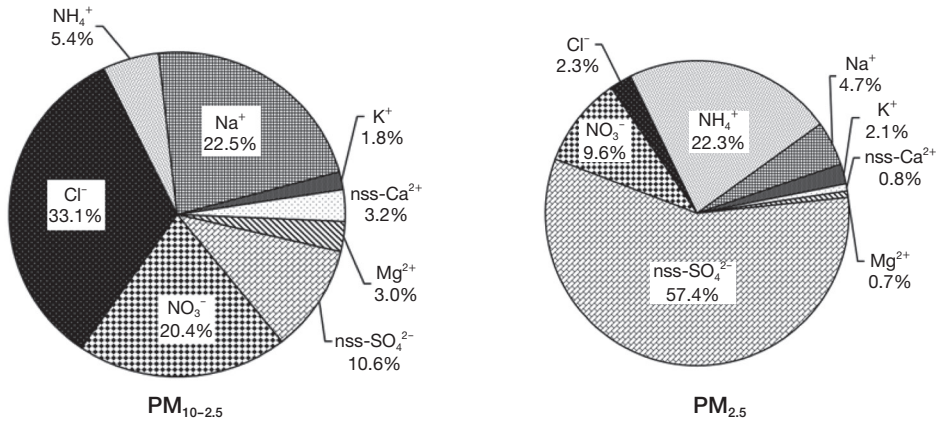 NH₄⁺
5.4%
Na⁺
22.5%
K⁺
1.8%
nss-Ca²⁺
3.2%
Mg²⁺
3.0%
nss-SO₄²⁻
10.6%
NO₃⁻
20.4%
Cl⁻
33.1%
PM₁₀₋₂.₅
Cl⁻
2.3%
NH₄⁺
22.3%
Na⁺
4.7%
K⁺
2.1%
nss-Ca²⁺
0.8%
Mg²⁺
0.7%
nss-SO₄²⁻
57.4%
NO₃⁻
9.6%
PM₂.₅